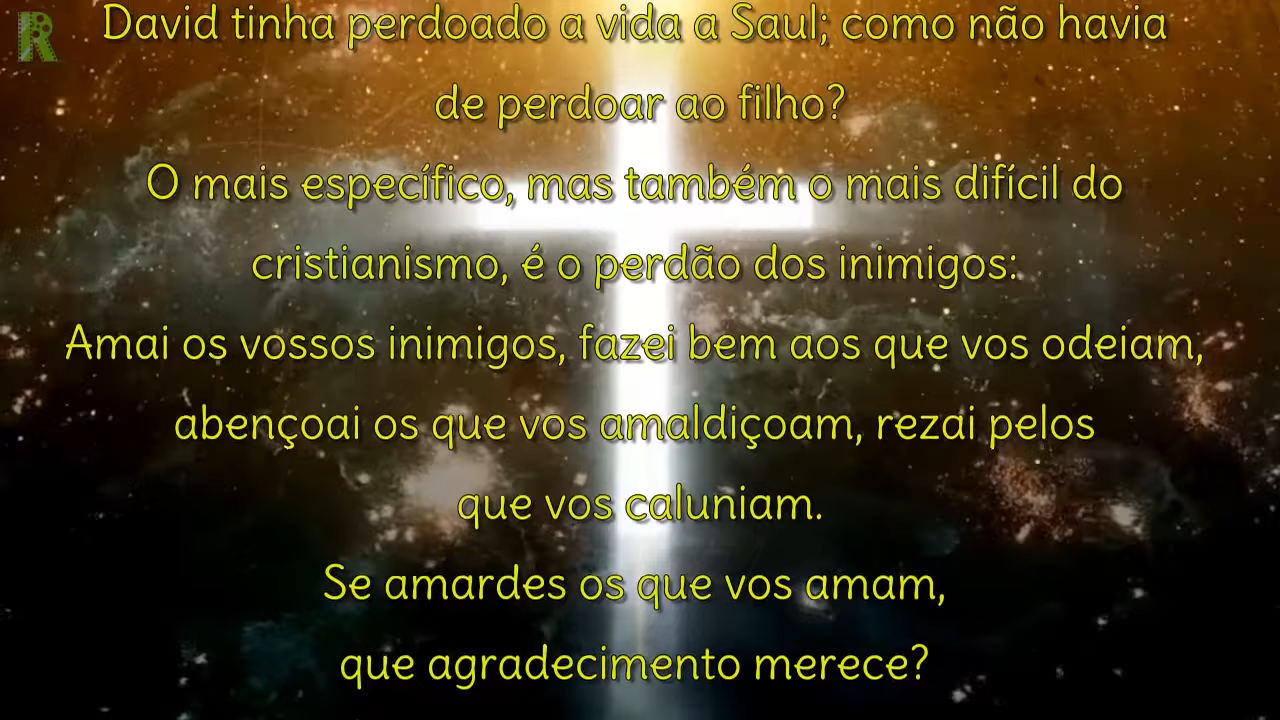 R
David tinha perdoado a vida a Saul; como não havia
de perdoar ao filho?
O mais específico, mas também o mais difícil do
cristianismo, é o perdão dos inimigos:
Amai os vossos inimigos, fazei bem aos que vos odeiam,
abençoai os que vos amaldiçoam, rezai pelos
que vos caluniam.
Se amardes os que vos amam,
que agradecimento merece?